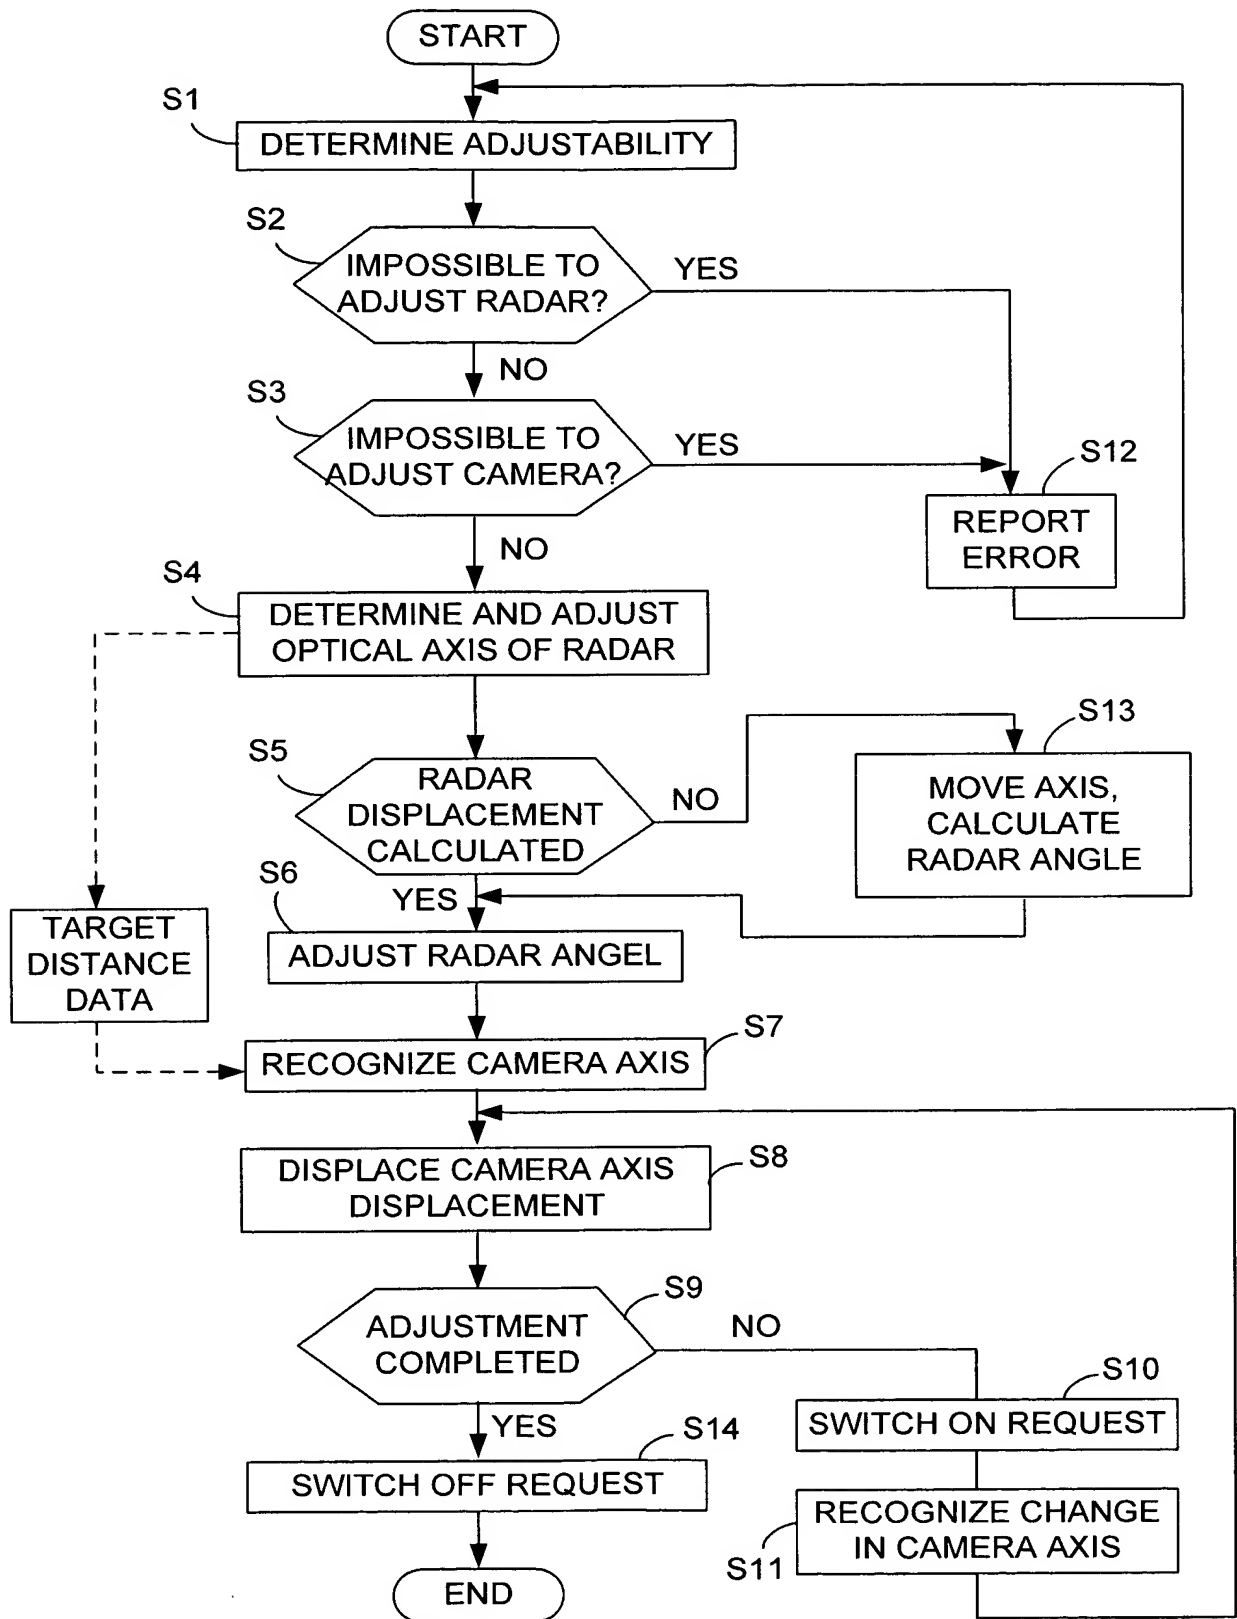 START
S1
DETERMINE ADJUSTABILITY
S2
IMPOSSIBLE TO
ADJUST RADAR?
YES
NO
S3
IMPOSSIBLE TO
ADJUST CAMERA?
YES
S12
REPORT
ERROR
NO
S4
DETERMINE AND ADJUST
OPTICAL AXIS OF RADAR
S5
RADAR
DISPLACEMENT
CALCULATED
NO
S13
MOVE AXIS,
CALCULATE
RADAR ANGLE
YES
S6
ADJUST RADAR ANGEL
TARGET
DISTANCE
DATA
S7
RECOGNIZE CAMERA AXIS
S8
DISPLACE CAMERA AXIS
DISPLACEMENT
S9
ADJUSTMENT
COMPLETED
NO
S10
SWITCH ON REQUEST
YES
S14
SWITCH OFF REQUEST
S11
RECOGNIZE CHANGE
IN CAMERA AXIS
END